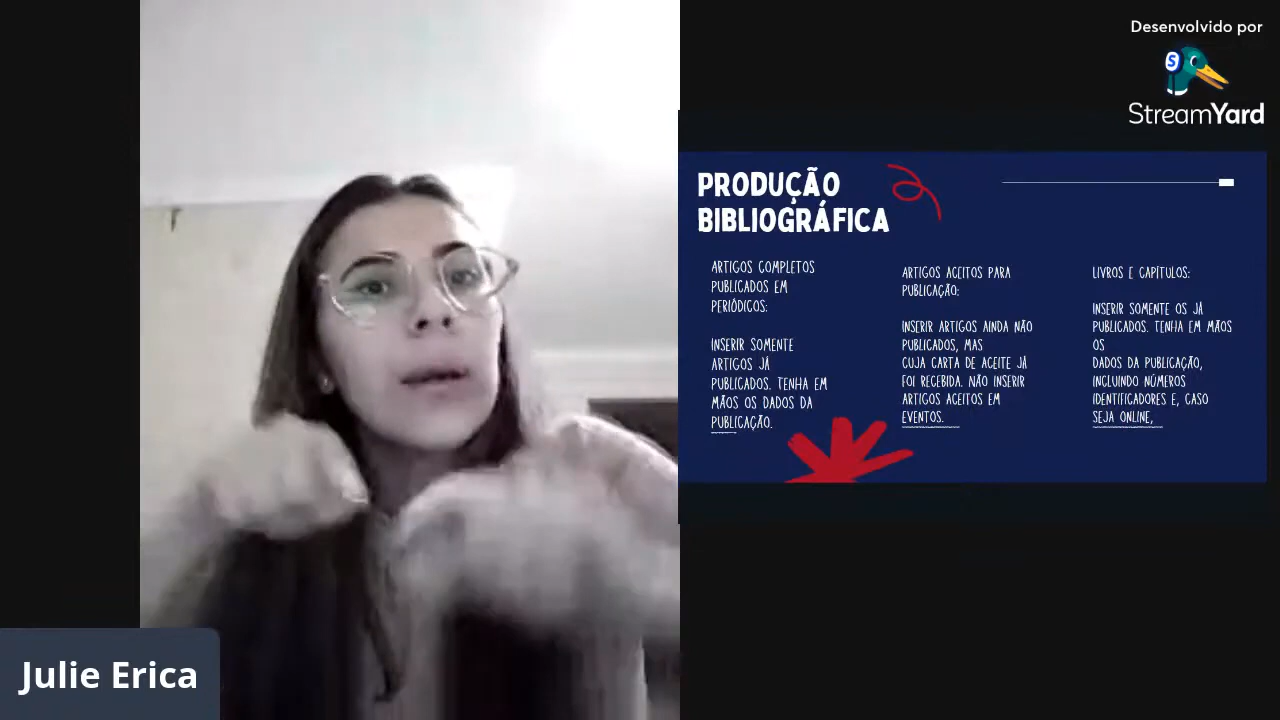 Desenvolvido por
StreamYard
PRODUÇÃO
BIBLIOGRÁFICA
ARTIGOS COMPLETOS
PUBLICADOS EM
PERIÓDICOS:
INSERIR SOMENTE
ARTIGOS JÁ
PUBLICADOS. TENHA EM
MÃOS OS DADOS DA
PUBLICAÇÃO.
ARTIGOS ACEITOS PARA
PUBLICAÇÃO:
INSERIR ARTIGOS AINDA NÃO
PUBLICADOS, MAS
CUJA CARTA DE ACEITE JÁ
FOI RECEBIDA. NÃO INSERIR
ARTIGOS ACEITOS EM
EVENTOS.
LIVROS E CAPÍTULOS:
INSERIR SOMENTE OS JÁ
PUBLICADOS. TENHA EM MÃOS
OS
DADOS DA PUBLICAÇÃO,
INCLUINDO NÚMEROS
IDENTIFICADORES E, CASO
SEJA ONLINE,
Julie Erica